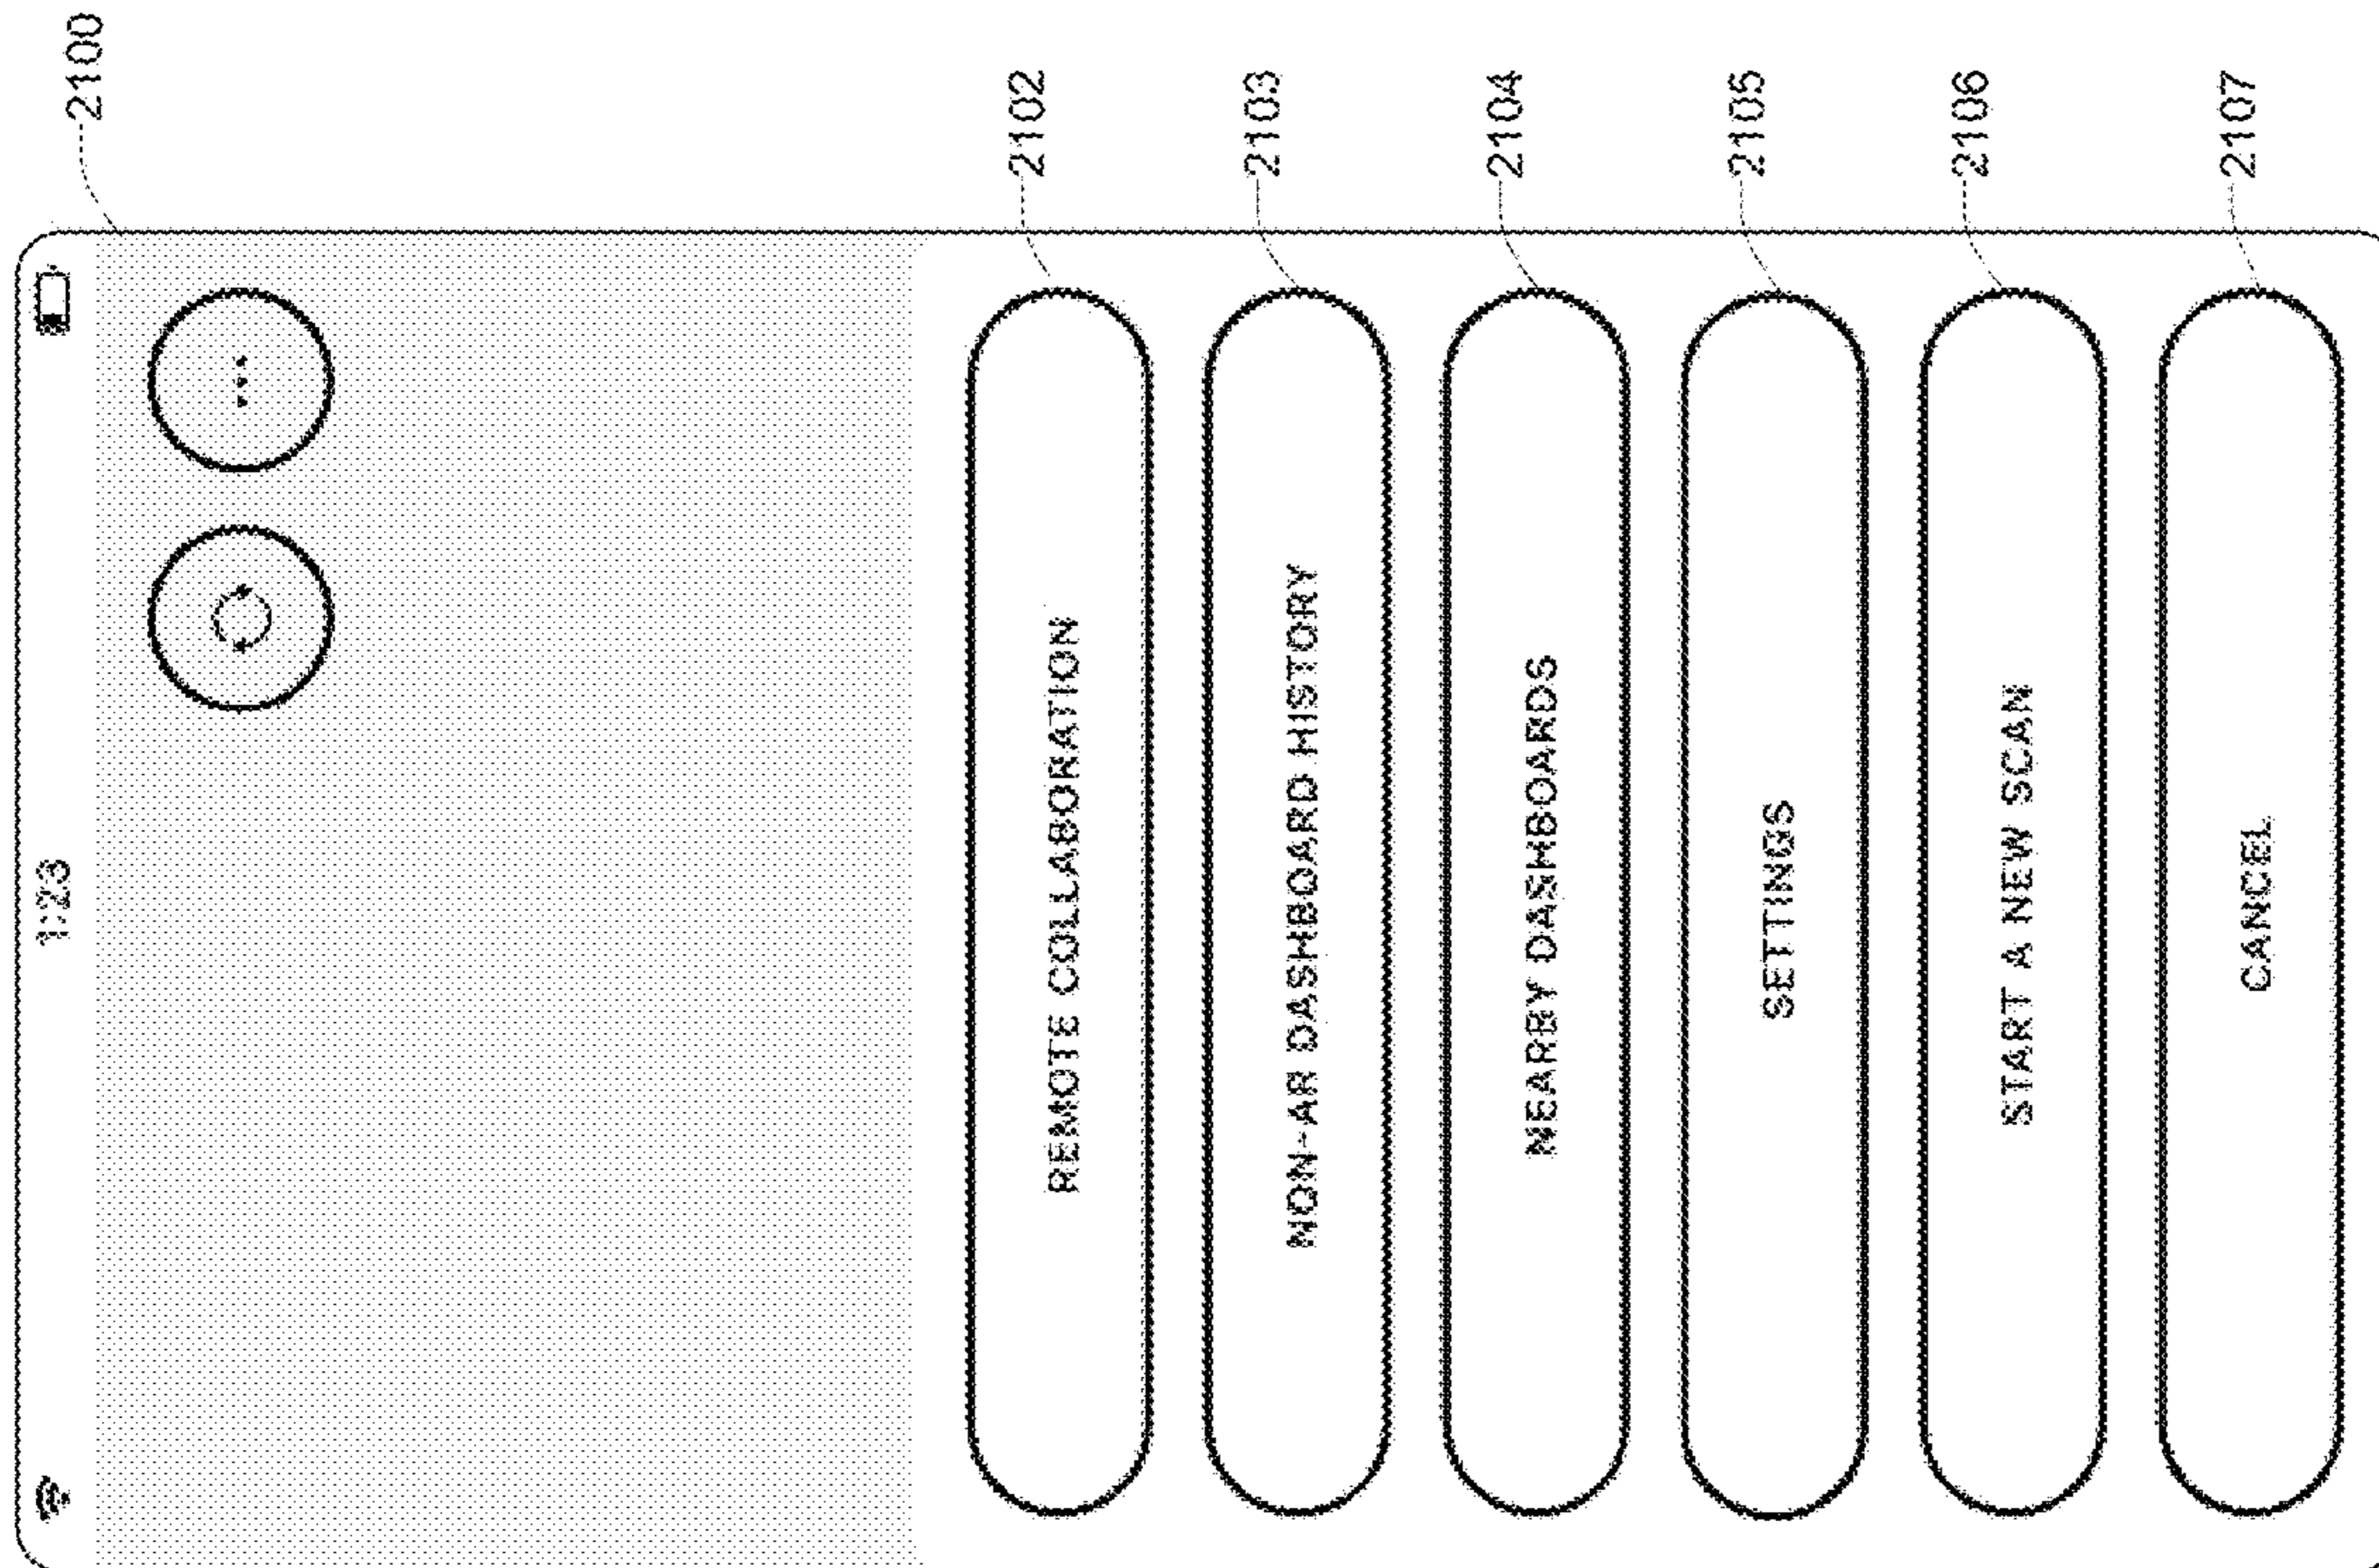 1:23
2100
REMOTE COLLABORATION
2102
NON-AR DASHBOARD HISTORY
2103
NEARBY DASHBOARDS
2104
SETTINGS
2105
START A NEW SCAN
2106
CANCEL
2107